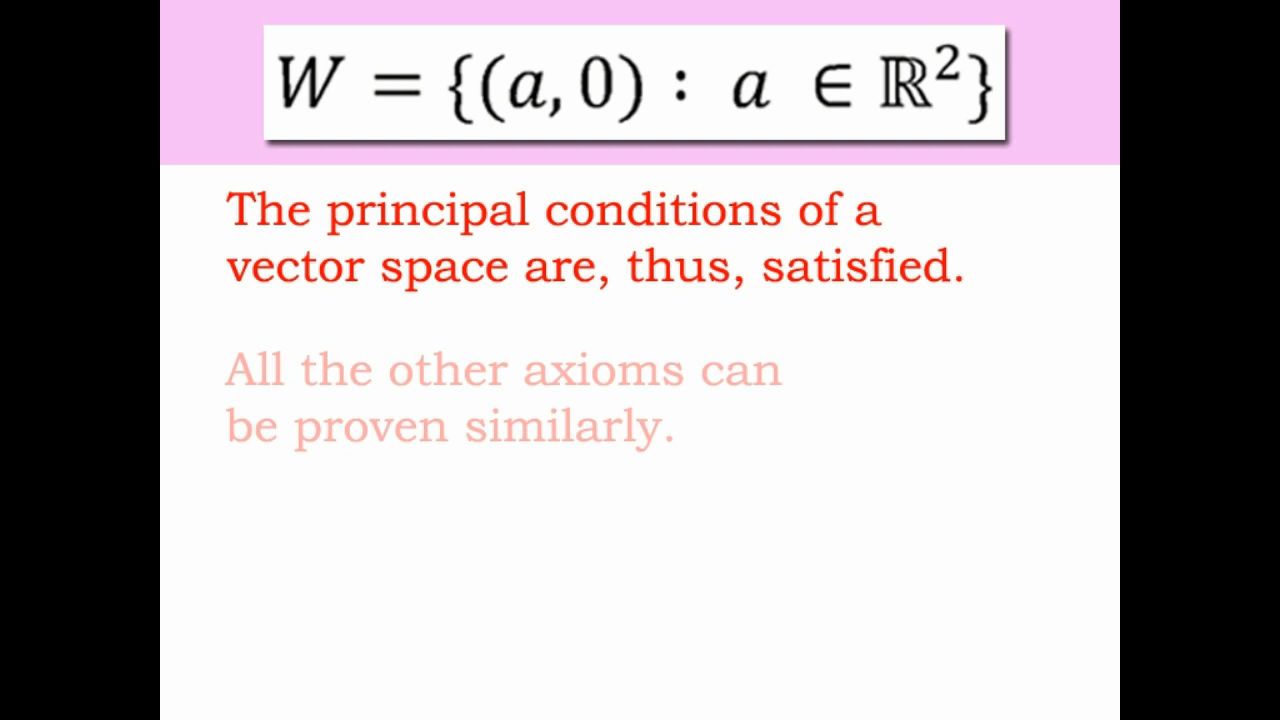 W = {(a, 0) : a ∈ ℝ²}
The principal conditions of a
vector space are, thus, satisfied.
All the other axioms can
be proven similarly.